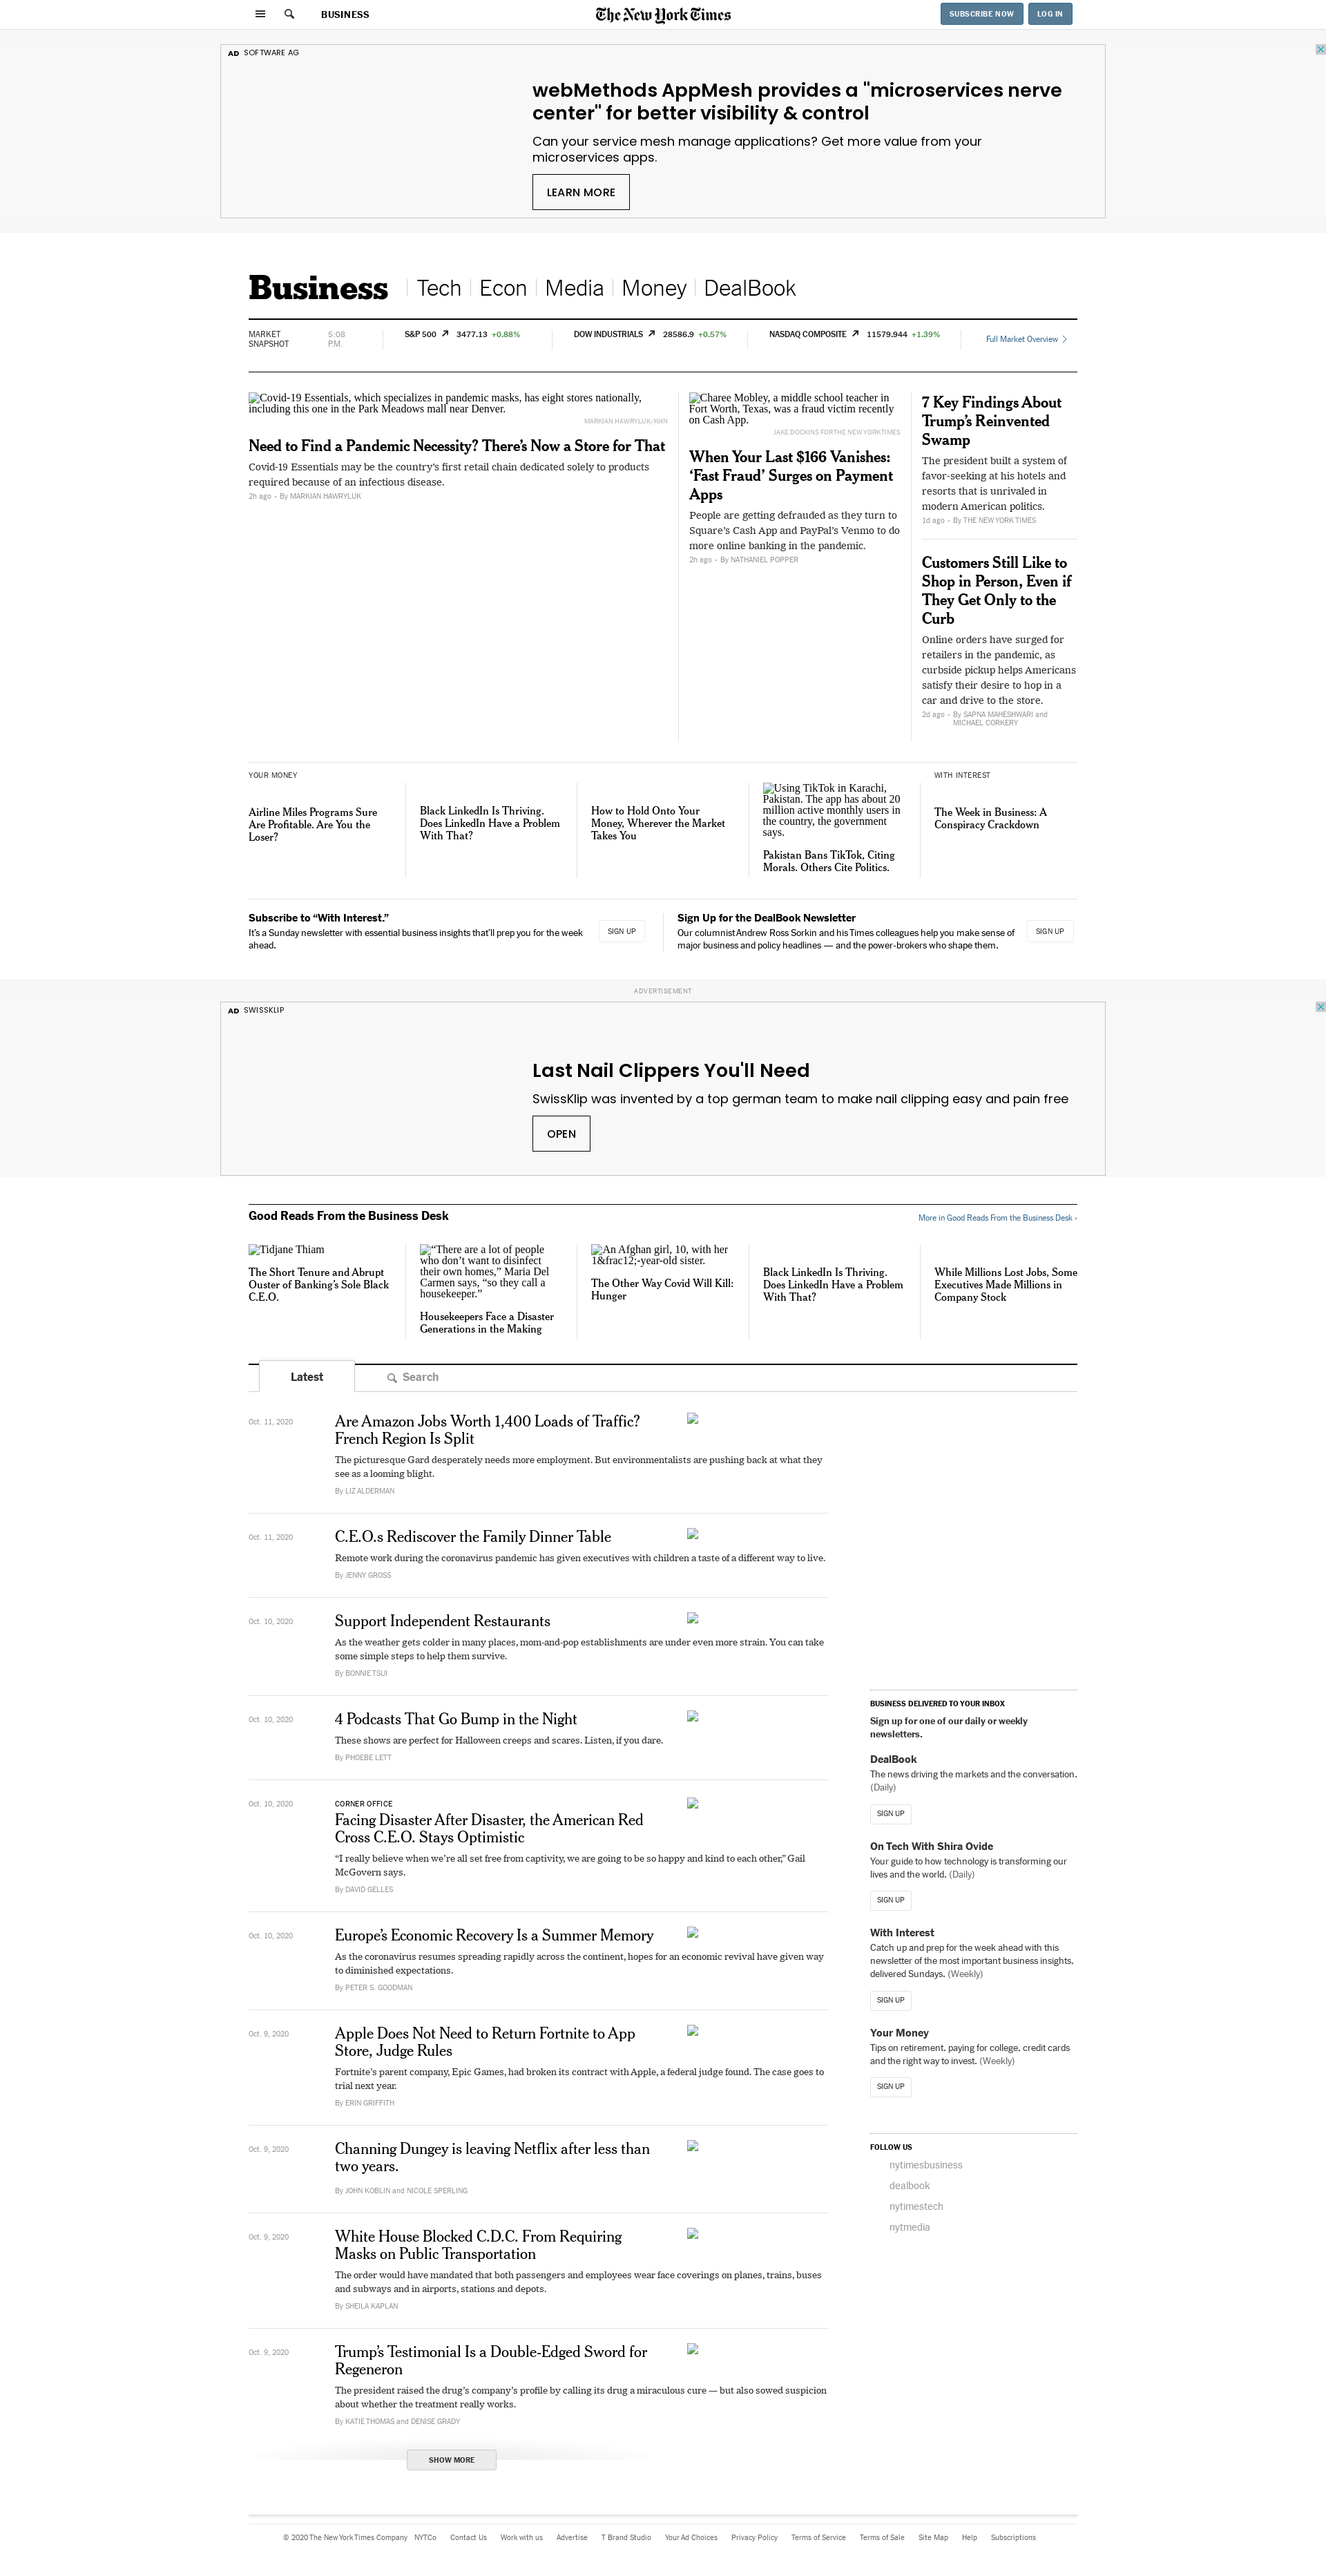 BUSINESS
The New York Times
SUBSCRIBE NOW
LOG IN
AD SOFTWARE AG
webMethods AppMesh provides a "microservices nerve
center" for better visibility & control
Can your service mesh manage applications? Get more value from your
microservices apps.
LEARN MORE
Business
Tech
Econ
Media
Money
DealBook
MARKET
SNAPSHOT
5:08
P.M.
S&P 500 3477.13 +0.88%
DOW INDUSTRIALS 28586.9 +0.57%
NASDAQ COMPOSITE 11579.944 +1.39%
Full Market Overview
Covid-19 Essentials, which specializes in pandemic masks, has eight stores nationally,
including this one in the Park Meadows mall near Denver.
MARKIAN HAWRYLUK/KHN
Need to Find a Pandemic Necessity? There’s Now a Store for That
Covid-19 Essentials may be the country’s first retail chain dedicated solely to products
required because of an infectious disease.
2h ago • By MARKIAN HAWRYLUK
Charee Mobley, a middle school teacher in
Fort Worth, Texas, was a fraud victim recently
on Cash App.
JAKE DOCKINS FOR THE NEW YORK TIMES
When Your Last $166 Vanishes:
‘Fast Fraud’ Surges on Payment
Apps
People are getting defrauded as they turn to
Square’s Cash App and PayPal’s Venmo to do
more online banking in the pandemic.
2h ago • By NATHANIEL POPPER
7 Key Findings About
Trump’s Reinvented
Swamp
The president built a system of
favor-seeking at his hotels and
resorts that is unrivaled in
modern American politics.
1d ago • By THE NEW YORK TIMES
Customers Still Like to
Shop in Person, Even if
They Get Only to the
Curb
Online orders have surged for
retailers in the pandemic, as
curbside pickup helps Americans
satisfy their desire to hop in a
car and drive to the store.
2d ago • By SAPNA MAHESHWARI and
MICHAEL CORKERY
YOUR MONEY
Airline Miles Programs Sure
Are Profitable. Are You the
Loser?
Black LinkedIn Is Thriving.
Does LinkedIn Have a Problem
With That?
How to Hold Onto Your
Money, Wherever the Market
Takes You
Using TikTok in Karachi,
Pakistan. The app has about 20
million active monthly users in
the country, the government
says.
Pakistan Bans TikTok, Citing
Morals. Others Cite Politics.
WITH INTEREST
The Week in Business: A
Conspiracy Crackdown
Subscribe to “With Interest.”
It’s a Sunday newsletter with essential business insights that’ll prep you for the week
ahead.
SIGN UP
Sign Up for the DealBook Newsletter
Our columnist Andrew Ross Sorkin and his Times colleagues help you make sense of
major business and policy headlines — and the power-brokers who shape them.
SIGN UP
ADVERTISEMENT
AD SWISSKLIP
Last Nail Clippers You'll Need
SwissKlip was invented by a top german team to make nail clipping easy and pain free
OPEN
Good Reads From the Business Desk
More in Good Reads From the Business Desk ›
Tidjane Thiam
The Short Tenure and Abrupt
Ouster of Banking’s Sole Black
C.E.O.
“There are a lot of people
who don’t want to disinfect
their own homes,” Maria Del
Carmen says, “so they call a
housekeeper.”
Housekeepers Face a Disaster
Generations in the Making
An Afghan girl, 10, with her
1&frac12;-year-old sister.
The Other Way Covid Will Kill:
Hunger
Black LinkedIn Is Thriving.
Does LinkedIn Have a Problem
With That?
While Millions Lost Jobs, Some
Executives Made Millions in
Company Stock
Latest
Search
Oct. 11, 2020
Are Amazon Jobs Worth 1,400 Loads of Traffic?
French Region Is Split
The picturesque Gard desperately needs more employment. But environmentalists are pushing back at what they
see as a looming blight.
By LIZ ALDERMAN
Oct. 11, 2020
C.E.O.s Rediscover the Family Dinner Table
Remote work during the coronavirus pandemic has given executives with children a taste of a different way to live.
By JENNY GROSS
Oct. 10, 2020
Support Independent Restaurants
As the weather gets colder in many places, mom-and-pop establishments are under even more strain. You can take
some simple steps to help them survive.
By BONNIE TSUI
Oct. 10, 2020
4 Podcasts That Go Bump in the Night
These shows are perfect for Halloween creeps and scares. Listen, if you dare.
By PHOEBE LETT
Oct. 10, 2020
CORNER OFFICE
Facing Disaster After Disaster, the American Red
Cross C.E.O. Stays Optimistic
“I really believe when we’re all set free from captivity, we are going to be so happy and kind to each other,” Gail
McGovern says.
By DAVID GELLES
Oct. 10, 2020
Europe’s Economic Recovery Is a Summer Memory
As the coronavirus resumes spreading rapidly across the continent, hopes for an economic revival have given way
to diminished expectations.
By PETER S. GOODMAN
Oct. 9, 2020
Apple Does Not Need to Return Fortnite to App
Store, Judge Rules
Fortnite’s parent company, Epic Games, had broken its contract with Apple, a federal judge found. The case goes to
trial next year.
By ERIN GRIFFITH
Oct. 9, 2020
Channing Dungey is leaving Netflix after less than
two years.
By JOHN KOBLIN and NICOLE SPERLING
Oct. 9, 2020
White House Blocked C.D.C. From Requiring
Masks on Public Transportation
The order would have mandated that both passengers and employees wear face coverings on planes, trains, buses
and subways and in airports, stations and depots.
By SHEILA KAPLAN
Oct. 9, 2020
Trump’s Testimonial Is a Double-Edged Sword for
Regeneron
The president raised the drug’s company’s profile by calling its drug a miraculous cure — but also sowed suspicion
about whether the treatment really works.
By KATIE THOMAS and DENISE GRADY
SHOW MORE
BUSINESS DELIVERED TO YOUR INBOX
Sign up for one of our daily or weekly
newsletters.
DealBook
The news driving the markets and the conversation.
(Daily)
SIGN UP
On Tech With Shira Ovide
Your guide to how technology is transforming our
lives and the world. (Daily)
SIGN UP
With Interest
Catch up and prep for the week ahead with this
newsletter of the most important business insights,
delivered Sundays. (Weekly)
SIGN UP
Your Money
Tips on retirement, paying for college, credit cards
and the right way to invest. (Weekly)
SIGN UP
FOLLOW US
nytimesbusiness
dealbook
nytimestech
nytmedia
© 2020 The New York Times Company NYTCo Contact Us Work with us Advertise T Brand Studio Your Ad Choices Privacy Policy Terms of Service Terms of Sale Site Map Help Subscriptions